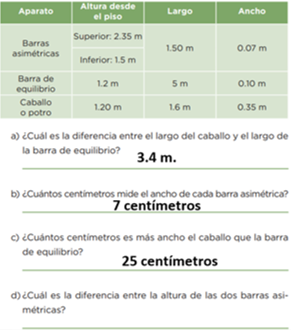 Aparato
Altura desde el piso
Largo
Ancho
Barras asimétricas
Superior: 2.35 m
Inferior: 1.5 m
1.50 m
0.07 m
Barra de equilibrio
1.2 m
5 m
0.10 m
Caballo o potro
1.20 m
1.6 m
0.35 m
a) ¿Cuál es la diferencia entre el largo del caballo y el largo de
la barra de equilibrio?
3.4 m.
b) ¿Cuántos centímetros mide el ancho de cada barra asimétrica?
7 centímetros
c) ¿Cuántos centímetros es más ancho el caballo que la barra
de equilibrio?
25 centímetros
d) ¿Cuál es la diferencia entre la altura de las dos barras asi-
métricas?